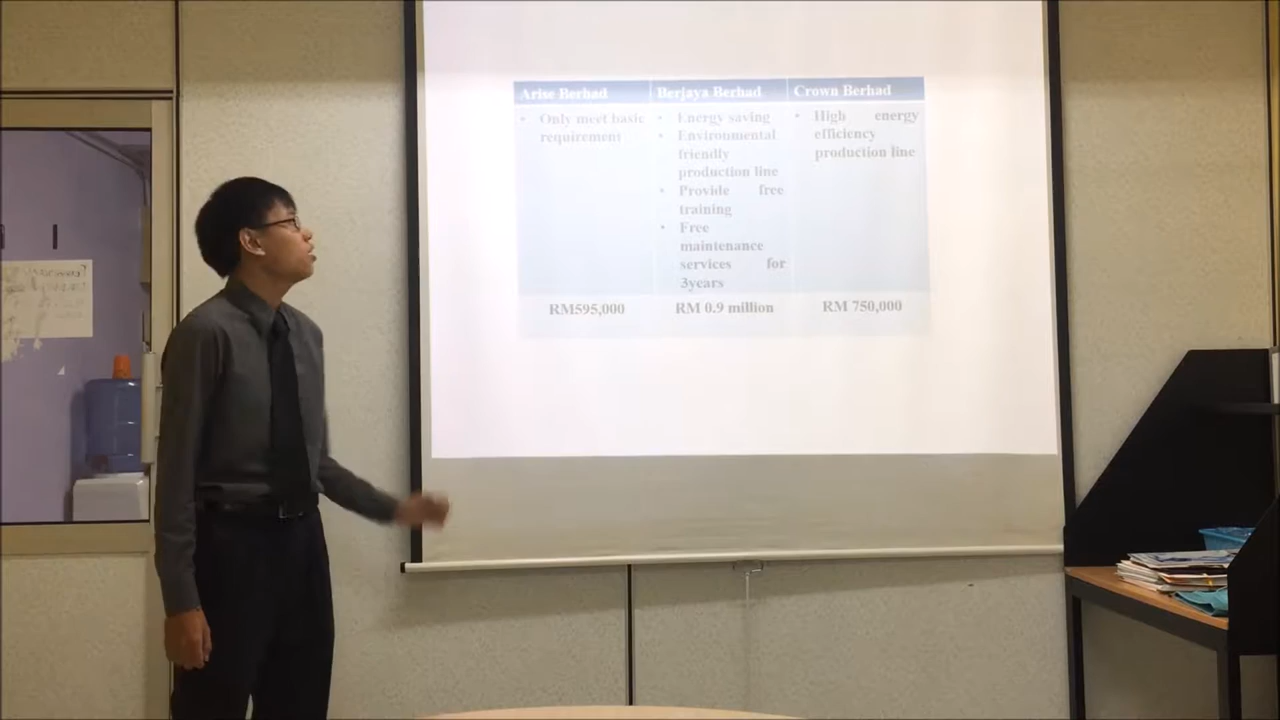 Arise Berhad
Berjaya Berhad
Crown Berhad
• Only meet basic
requirement
• Energy saving
• Environmental
friendly
production line
• Provide free
training
• Free
maintenance
services for
3years
• High energy
efficiency
production line
RM595,000
RM 0.9 million
RM 750,000